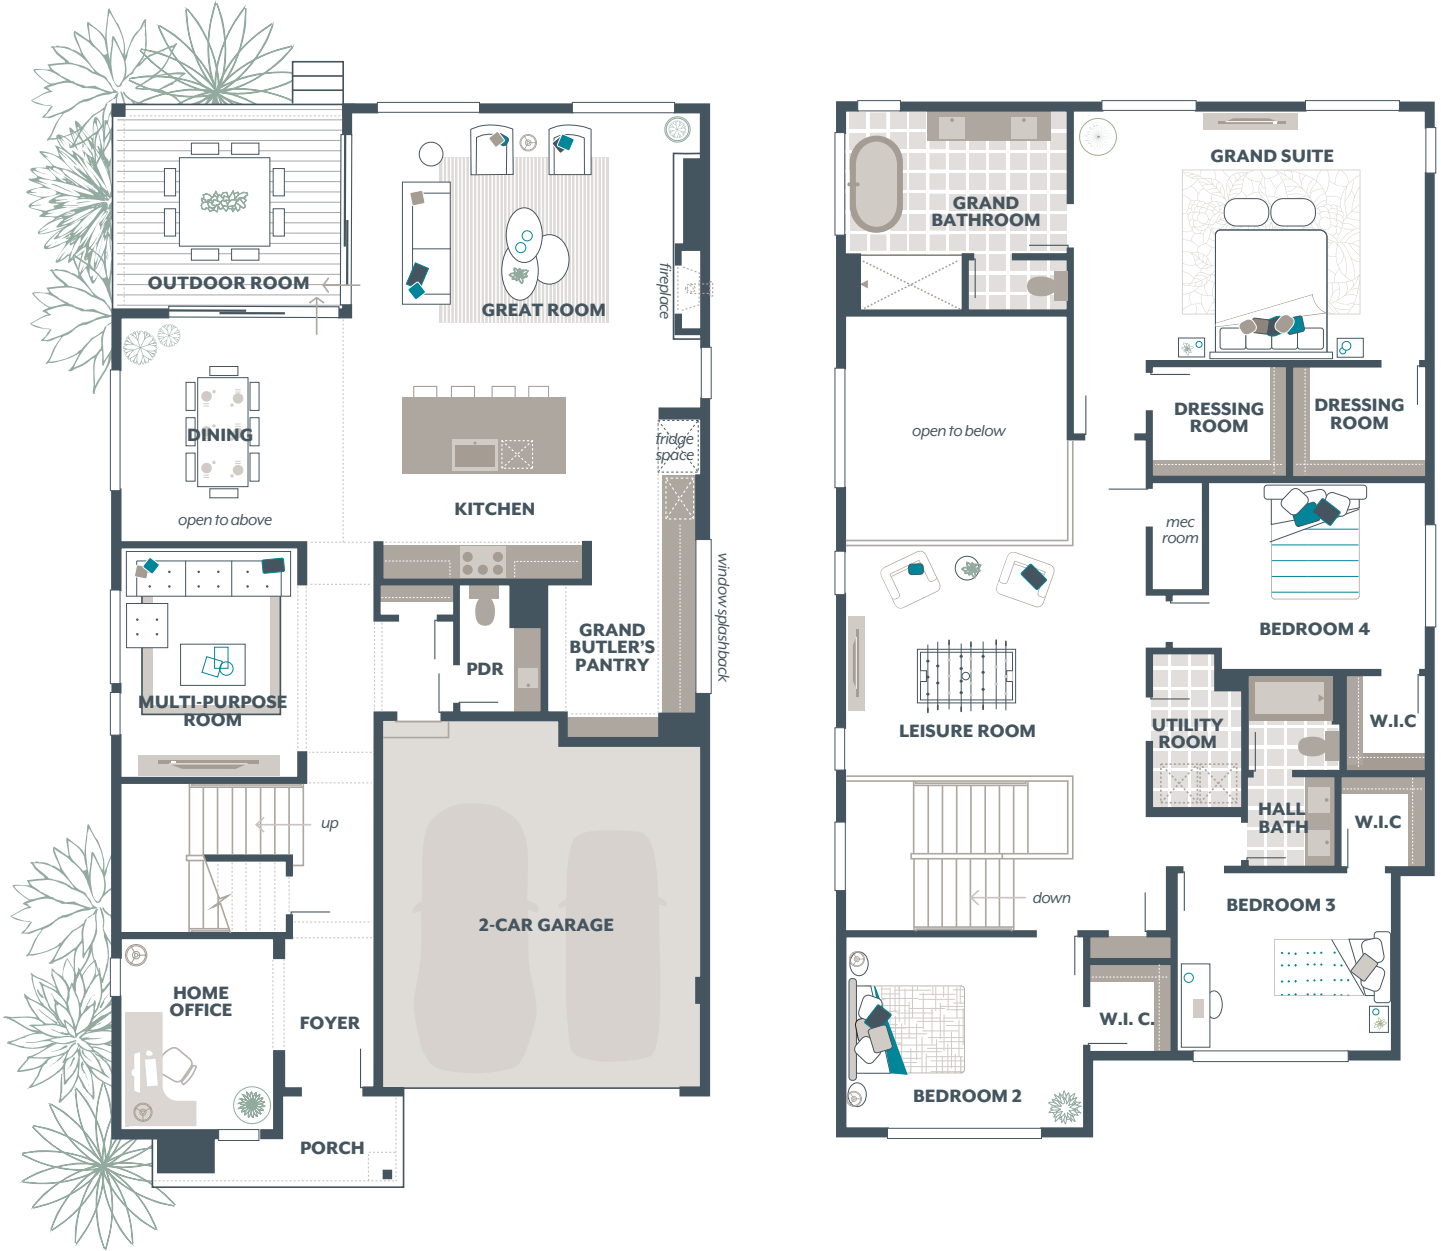 OUTDOOR ROOM
GREAT ROOM
fireplace
DINING
fridge
space
KITCHEN
open to above
window splashback
GRAND
BUTLER'S
PANTRY
PDR
MULTI-PURPOSE
ROOM
up
2-CAR GARAGE
HOME
OFFICE
FOYER
PORCH
GRAND SUITE
GRAND
BATHROOM
DRESSING
ROOM
DRESSING
ROOM
open to below
mec
room
BEDROOM 4
LEISURE ROOM
UTILITY
ROOM
W.I.C
HALL
BATH
W.I.C
down
BEDROOM 3
W.I. C.
BEDROOM 2